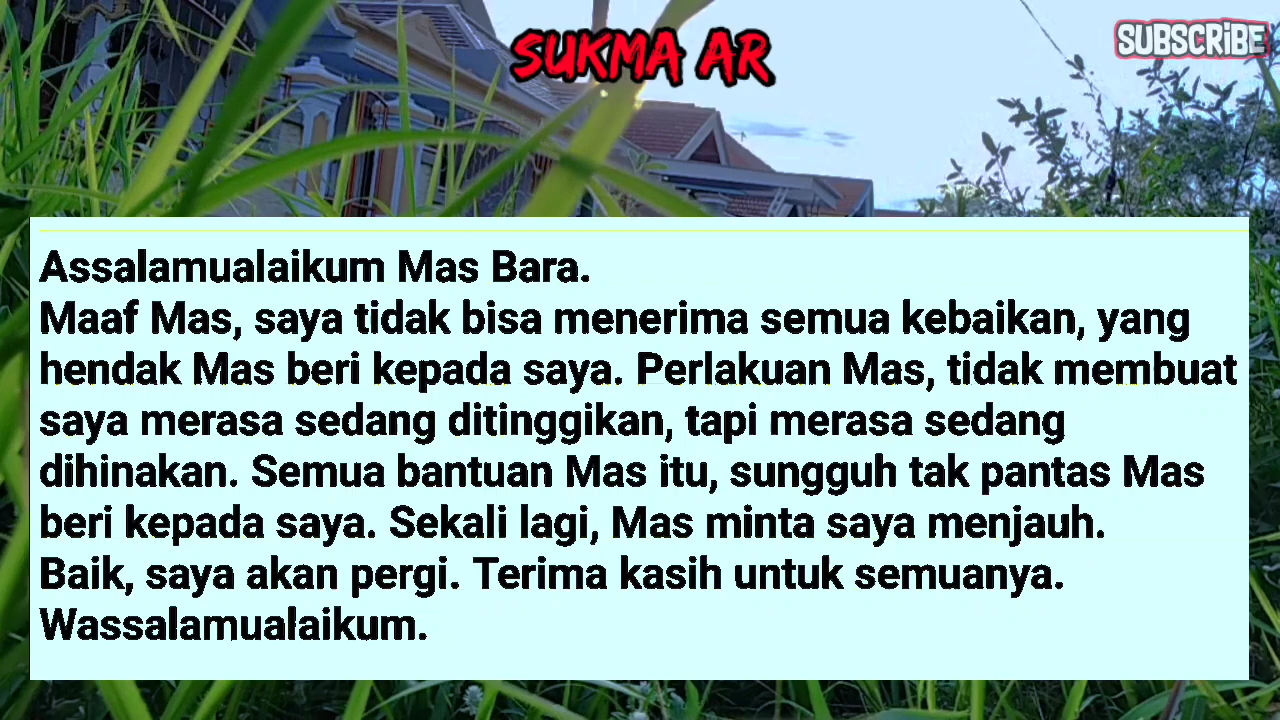 SUKMA AR
SUBSCRiBE
Assalamualaikum Mas Bara.
Maaf Mas, saya tidak bisa menerima semua kebaikan, yang
hendak Mas beri kepada saya. Perlakuan Mas, tidak membuat
saya merasa sedang ditinggikan, tapi merasa sedang
dihinakan. Semua bantuan Mas itu, sungguh tak pantas Mas
beri kepada saya. Sekali lagi, Mas minta saya menjauh.
Baik, saya akan pergi. Terima kasih untuk semuanya.
Wassalamualaikum.